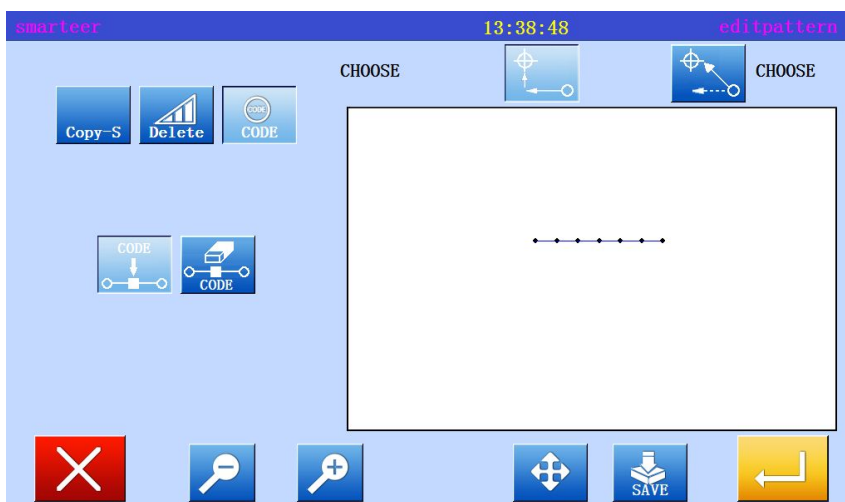 smarteer 13:38:48 editpattern
CHOOSE CHOOSE
Copy-S Delete CODE CODE
CODE CODE
SAVE